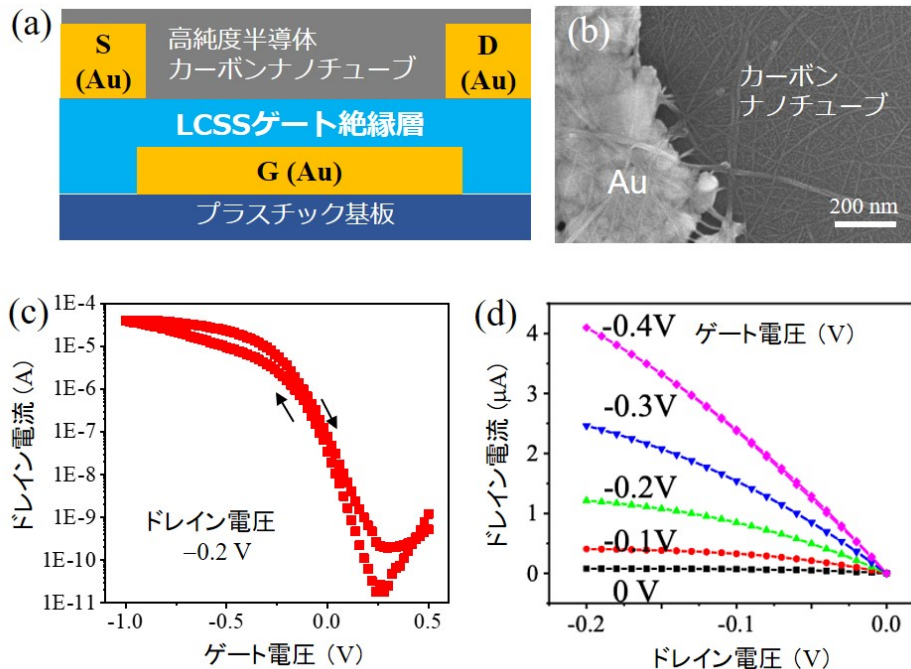 (a)
S
(Au)
高純度半導体
カーボンナノチューブ
D
(Au)
LCSSゲート絶縁層
G (Au)
プラスチック基板
(b)
カーボン
ナノチューブ
Au
200 nm
(c)
1E-4
1E-5
1E-6
1E-7
1E-8
1E-9
1E-10
1E-11
ドレイン電流 (A)
ドレイン電圧
−0.2 V
-1.0
-0.5
0.0
0.5
ゲート電圧 (V)
(d)
ゲート電圧 (V)
-0.4V
-0.3V
-0.2V
-0.1V
0 V
4
2
0
ドレイン電流 (μA)
-0.2
-0.1
0.0
ドレイン電圧 (V)